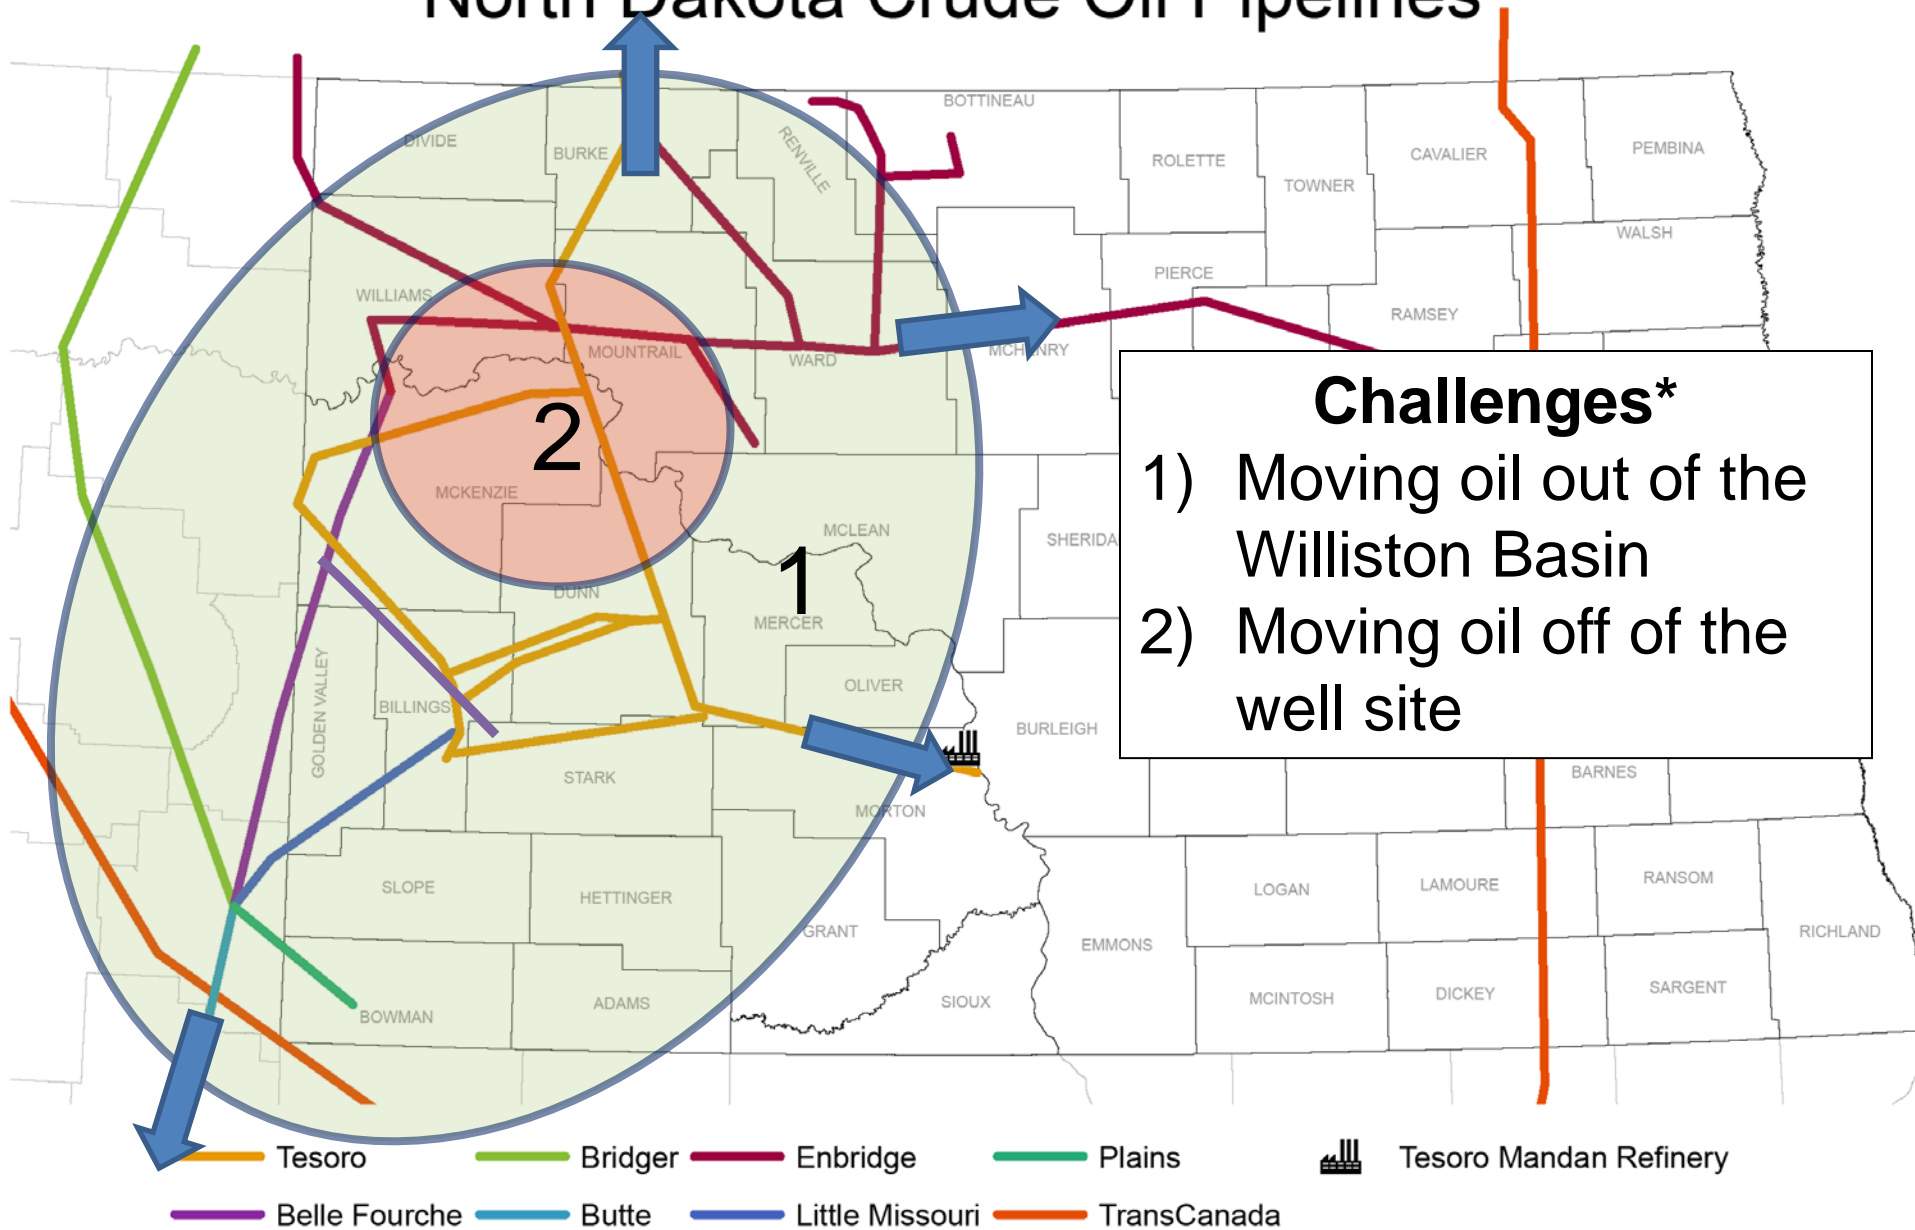 North Dakota Crude Oil Pipelines
BOTTINEAU
DIVIDE
BURKE
RENVILLE
ROLETTE
TOWNER
CAVALIER
PEMBINA
WALSH
PIERCE
WILLIAMS
RAMSEY
MOUNTRAIL
WARD
MCHENRY
Challenges*
1) Moving oil out of the
Williston Basin
2) Moving oil off of the
well site
2
MCKENZIE
MCLEAN
SHERIDA
1
DUNN
MERCER
GOLDEN VALLEY
BILLINGS
OLIVER
BURLEIGH
STARK
BARNES
MORTON
SLOPE
HETTINGER
LOGAN
LAMOURE
RANSOM
GRANT
EMMONS
RICHLAND
BOWMAN
ADAMS
SIOUX
MCINTOSH
DICKEY
SARGENT
Tesoro
Bridger
Enbridge
Plains
Tesoro Mandan Refinery
Belle Fourche
Butte
Little Missouri
TransCanada